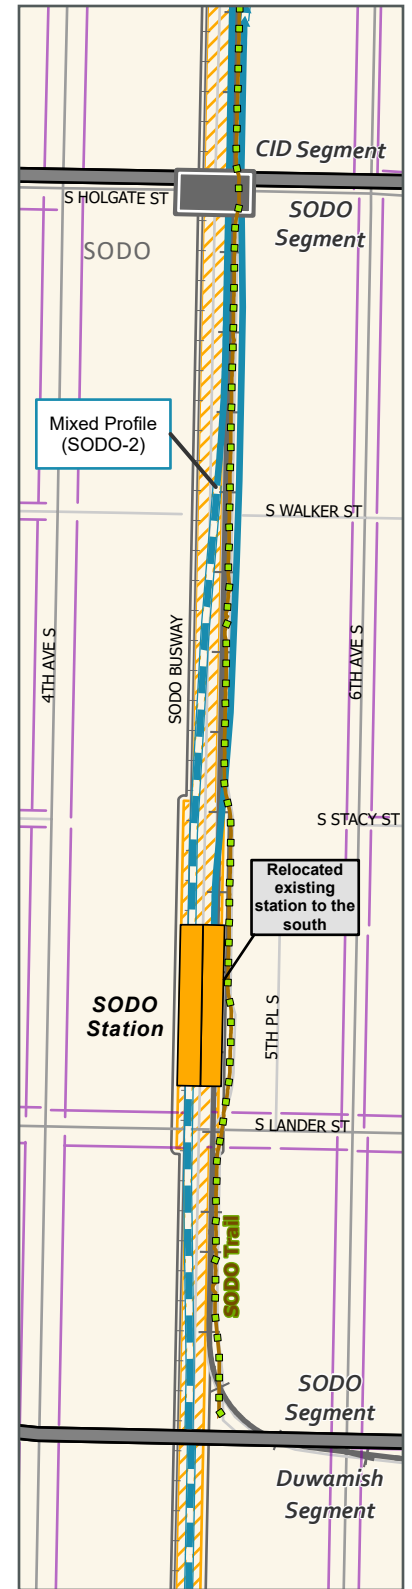 CID Segment
S HOLGATE ST
SODO
Segment
SODO
Mixed Profile
(SODO-2)
S WALKER ST
SODO BUSWAY
4TH AVE S
6TH AVE S
S STACY ST
Relocated
existing
station to the
south
SODO
Station
5TH PL S
S LANDER ST
SODO Trail
SODO
Segment
Duwamish
Segment